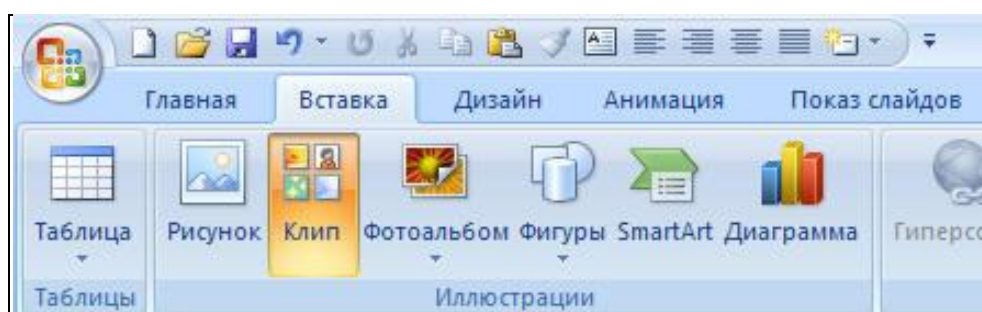 Главная Вставка Дизайн Анимация Показ слайдов
Таблица Рисунок Клип Фотоальбом Фигуры SmartArt Диаграмма
Таблицы Иллюстрации